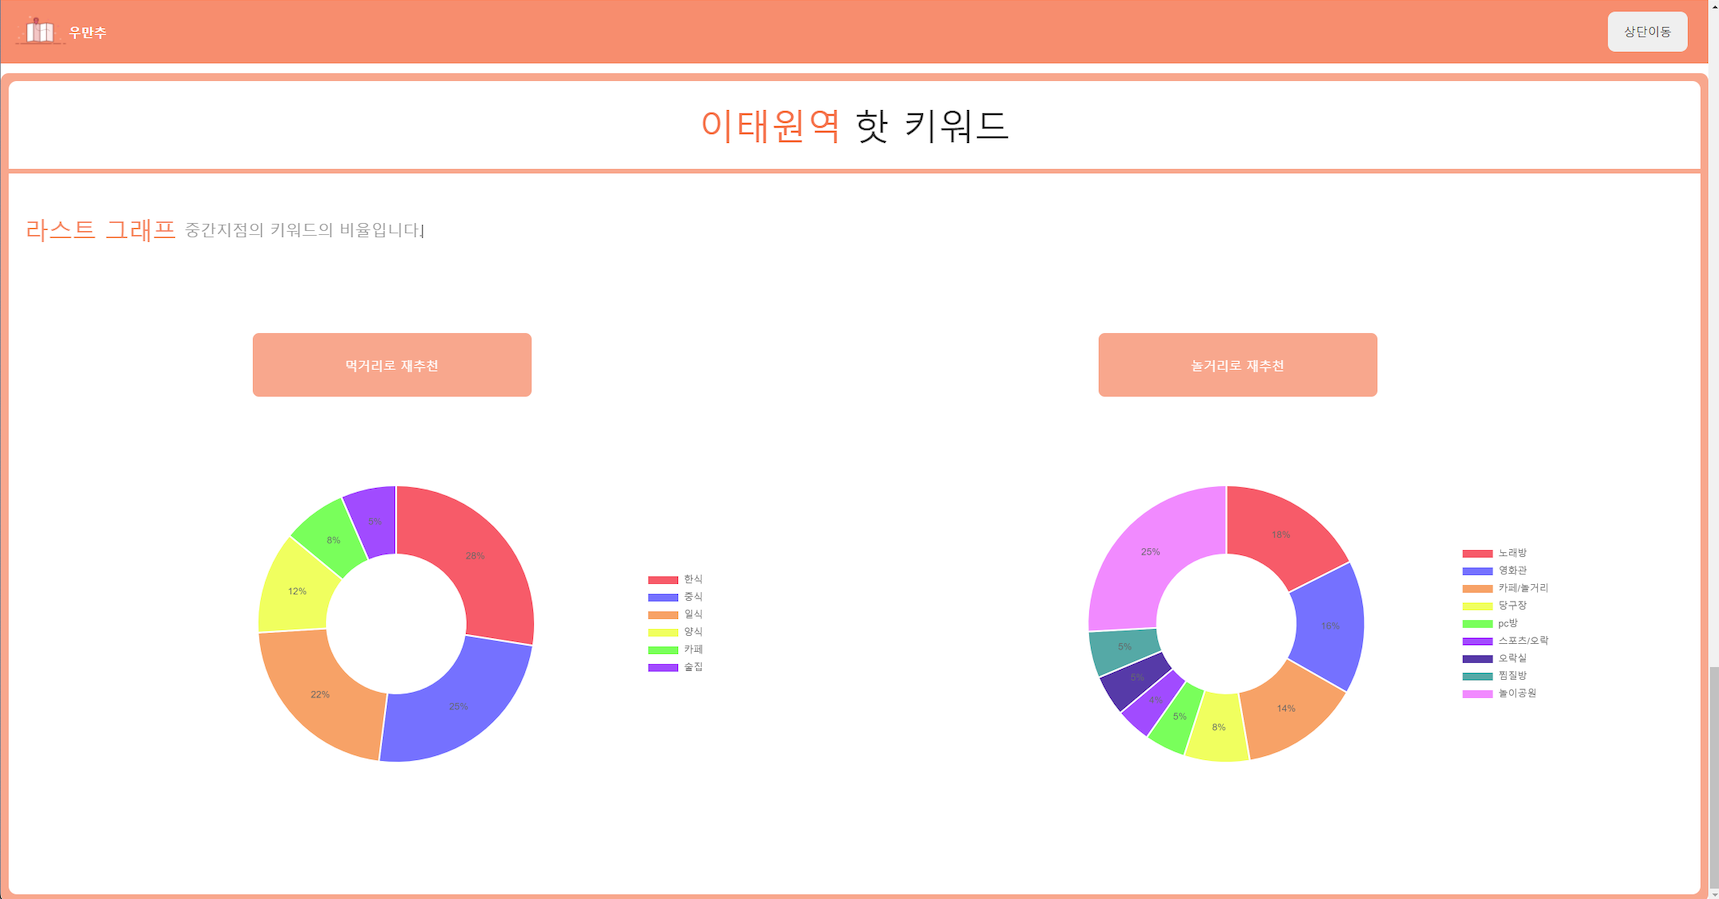 우만추
상단이동
이태원역 핫 키워드
라스트 그래프 중간지점의 키워드의 비율입니다.
먹거리로 재추천
놀거리로 재추천
28%
25%
22%
12%
8%
한식
중식
일식
양식
카페
술집
18%
16%
14%
8%
5%
4%
5%
5%
25%
노래방
영화관
카페/놀거리
당구장
pc방
스포츠/오락
오락실
찜질방
놀이공원